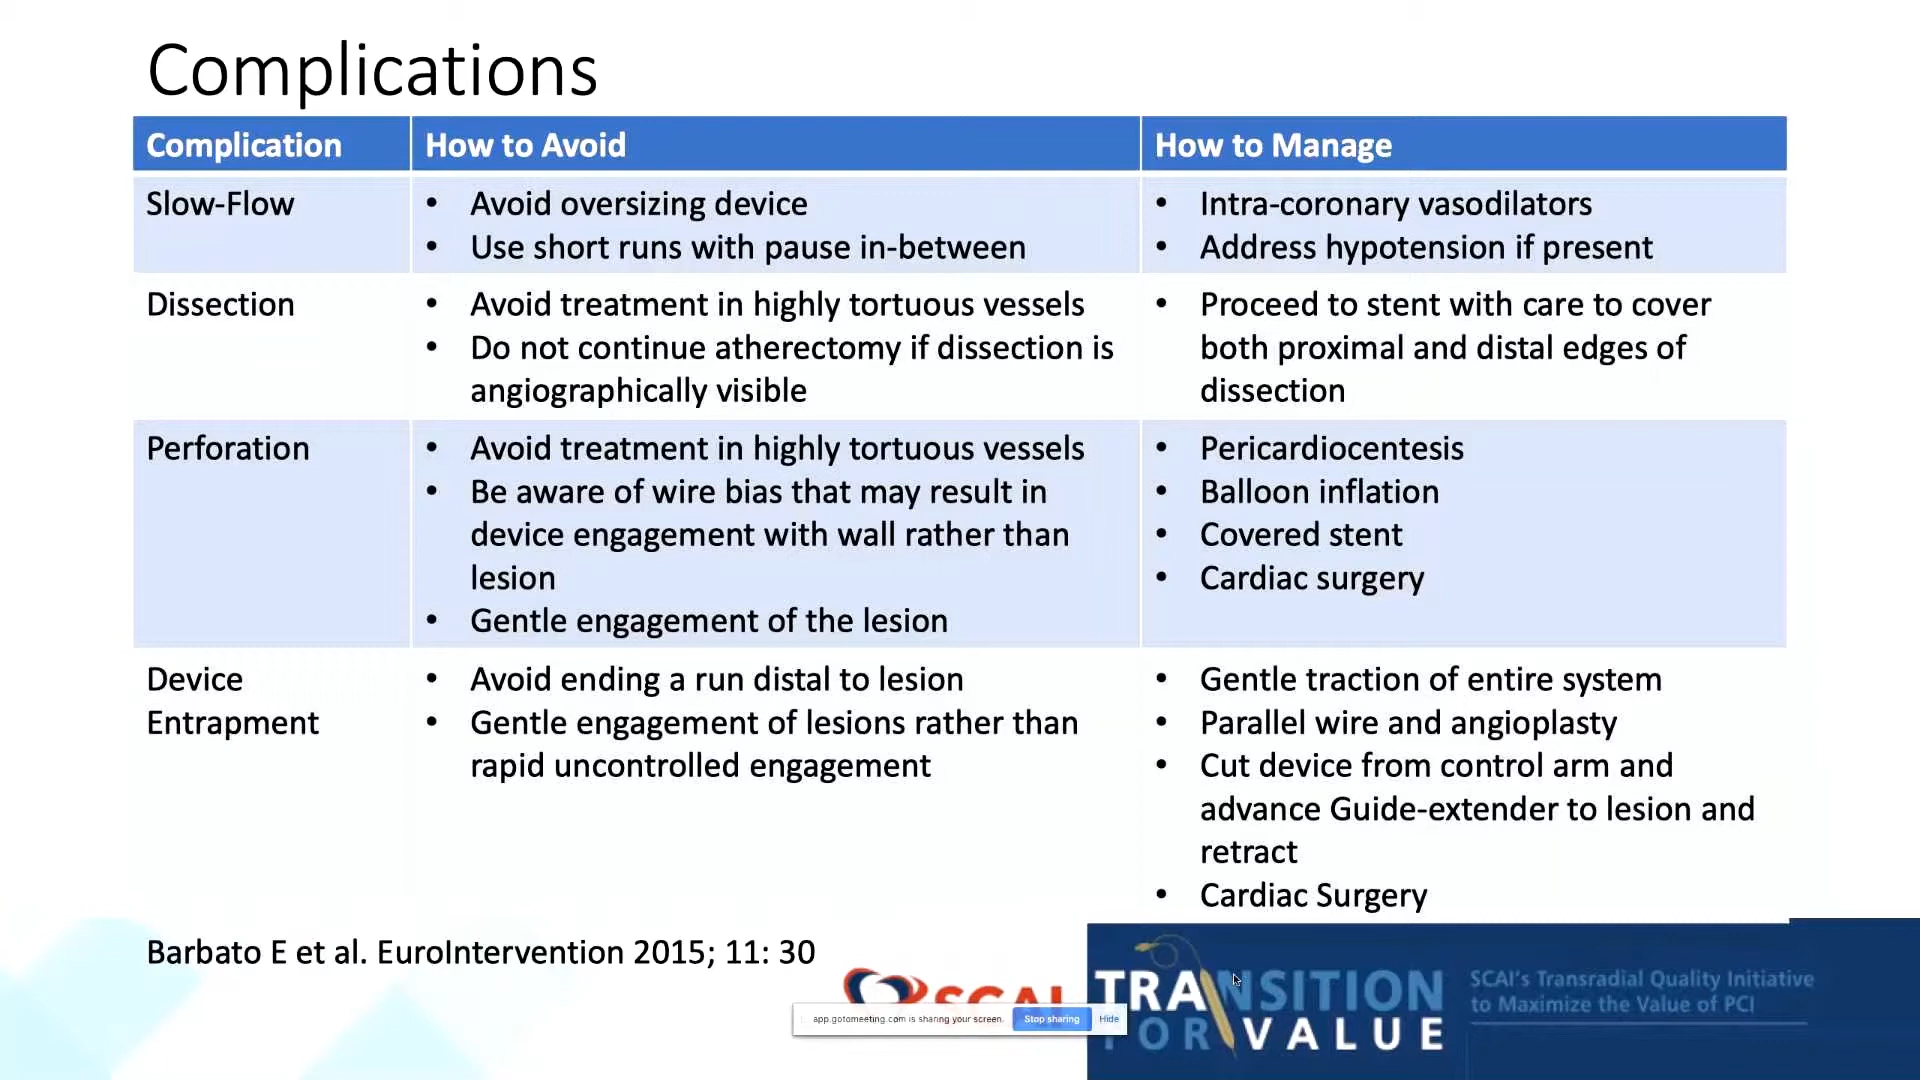 Complications
Complication
How to Avoid
How to Manage
Slow-Flow
• Avoid oversizing device
• Use short runs with pause in-between
• Intra-coronary vasodilators
• Address hypotension if present
Dissection
• Avoid treatment in highly tortuous vessels
• Do not continue atherectomy if dissection is
angiographically visible
• Proceed to stent with care to cover
both proximal and distal edges of
dissection
Perforation
• Avoid treatment in highly tortuous vessels
• Be aware of wire bias that may result in
device engagement with wall rather than
lesion
• Gentle engagement of the lesion
• Pericardiocentesis
• Balloon inflation
• Covered stent
• Cardiac surgery
Device
Entrapment
• Avoid ending a run distal to lesion
• Gentle engagement of lesions rather than
rapid uncontrolled engagement
• Gentle traction of entire system
• Parallel wire and angioplasty
• Cut device from control arm and
advance Guide-extender to lesion and
retract
• Cardiac Surgery
Barbato E et al. EuroIntervention 2015; 11: 30
SCAI
TRANSITION
FOR VALUE
SCAI's Transradial Quality Initiative
to Maximize the Value of PCI
app.gotomeeting.com is sharing your screen.
Stop sharing
Hide